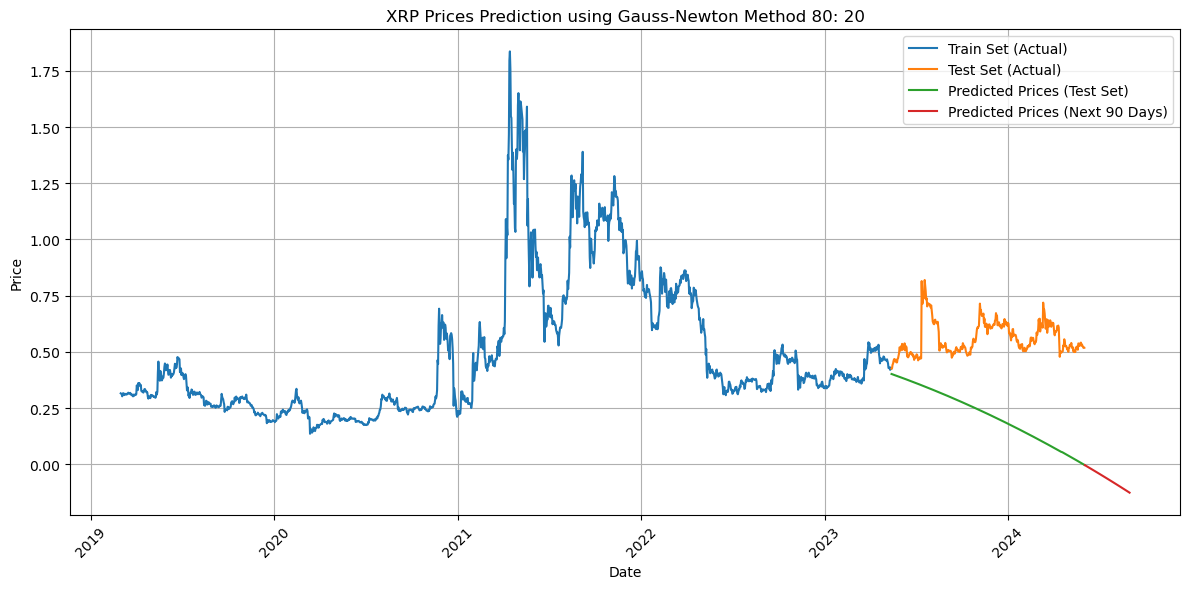 XRP Prices Prediction using Gauss-Newton Method 80: 20
Train Set (Actual)
Test Set (Actual)
Predicted Prices (Test Set)
Predicted Prices (Next 90 Days)
Price
1.75
1.50
1.25
1.00
0.75
0.50
0.25
0.00
2019
2020
2021
2022
2023
2024
Date